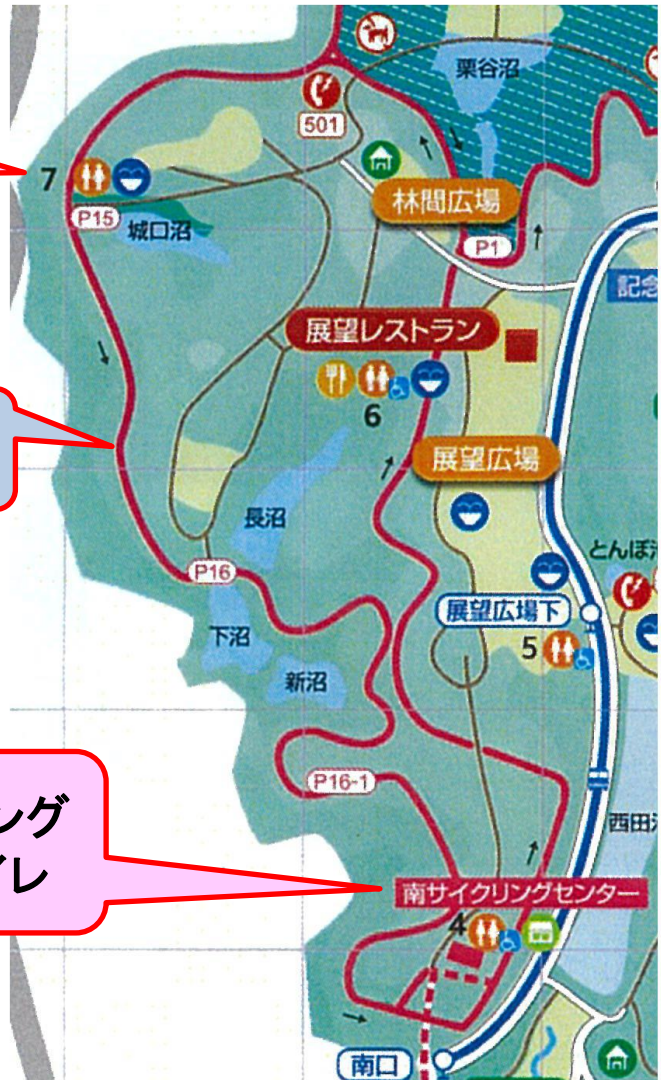 栗谷沼
501
7
林間広場
P15
城口沼
P1
記念
展望レストラン
6
展望広場
長沼
とんぼ
P16
展望広場下
下沼
5
新沼
P16-1
ング
イレ
西田
南サイクリングセンター
4
南口